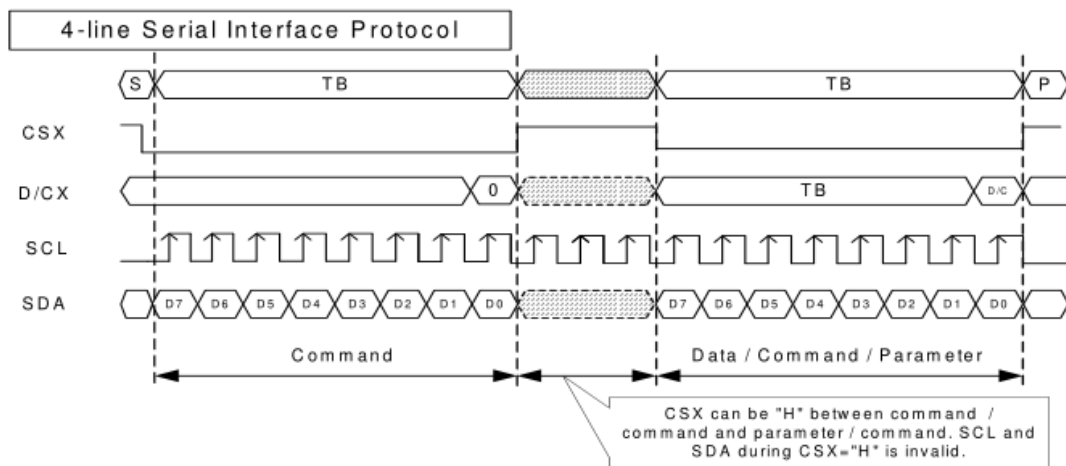 4-line Serial Interface Protocol
S TB TB P
CSX
D/CX 0 TB D/C
SCL
SDA D7 D6 D5 D4 D3 D2 D1 D0 D7 D6 D5 D4 D3 D2 D1 D0
Command Data / Command / Parameter
CSX can be "H" between command /
command and parameter / command. SCL and
SDA during CSX="H" is invalid.